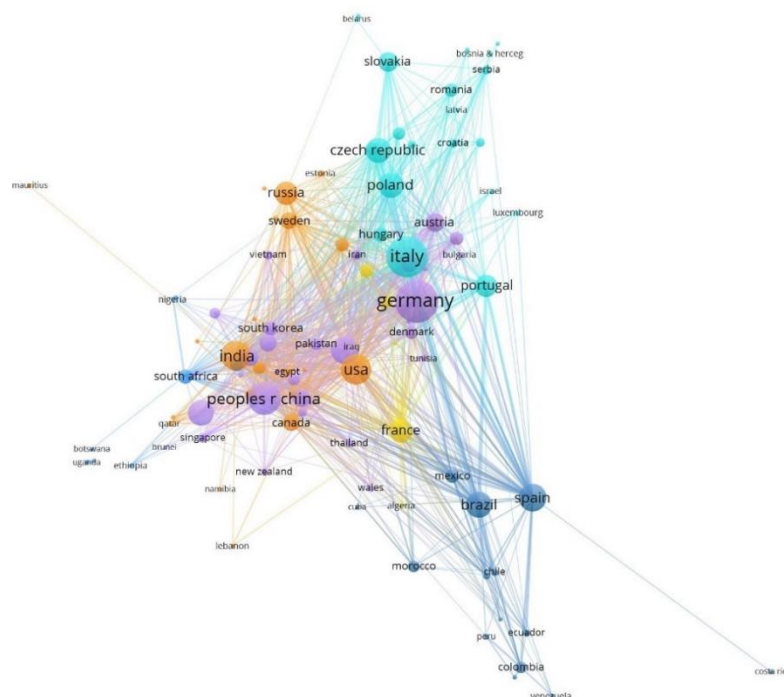 belarus
bosnia & herceg
slovakia
serbia
romania
latvia
croatia
czech republic
estonia
mauritius
russia
poland
israel
luxembourg
sweden
austria
hungary
vietnam
iran
italy
bulgaria
portugal
nigeria
germany
south korea
denmark
pakistan
iraq
india
tunisia
usa
egypt
south africa
peoples r china
qatar
canada
france
singapore
thailand
brunei
botswana
uganda
ethiopia
new zealand
mexico
namibia
wales
spain
cuba
algeria
brazil
lebanon
morocco
chile
peru
ecuador
colombia
costa ric
venezuela